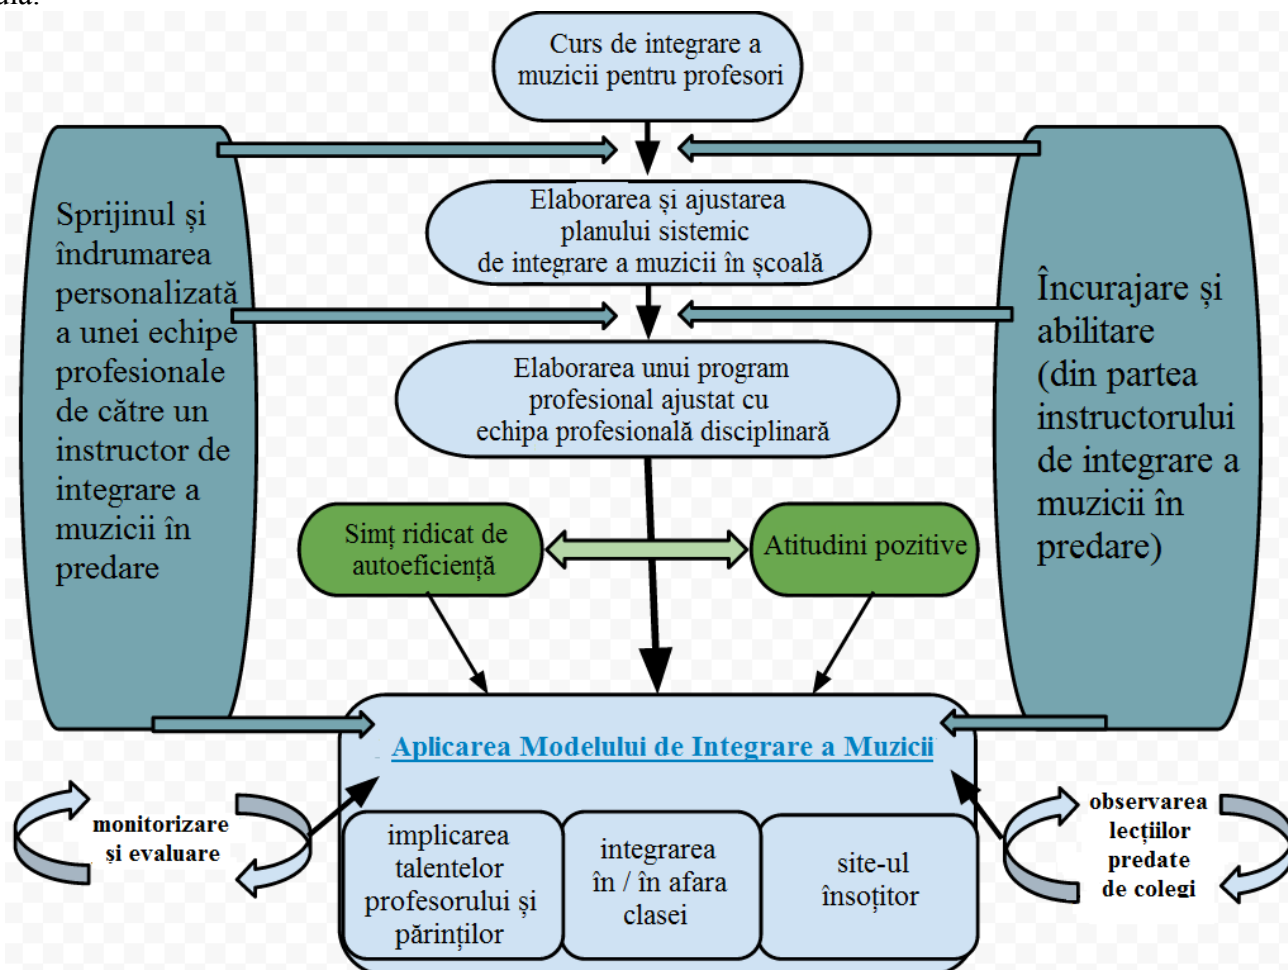 Curs de integrare a
muzicii pentru profesori
Elaborarea și ajustarea
planului sistemic
de integrare a muzicii în școală
Sprijinul și
îndrumarea
personalizată
a unei echipe
profesionale
de către un
instructor de
integrare a
muzicii în
predare
Încurajare și
abilitare
(din partea
instructorului
de integrare a
muzicii în
predare)
Elaborarea unui program
profesional ajustat cu
echipa profesională disciplinară
Simț ridicat de
autoeficiență
Atitudini pozitive
Aplicarea Modelului de Integrare a Muzicii
monitorizare
și evaluare
observarea
lecțiilor
predate
de colegi
implicarea
talentelor
profesorului și
părinților
integrarea
în / în afara
clasei
site-ul
însoțitor